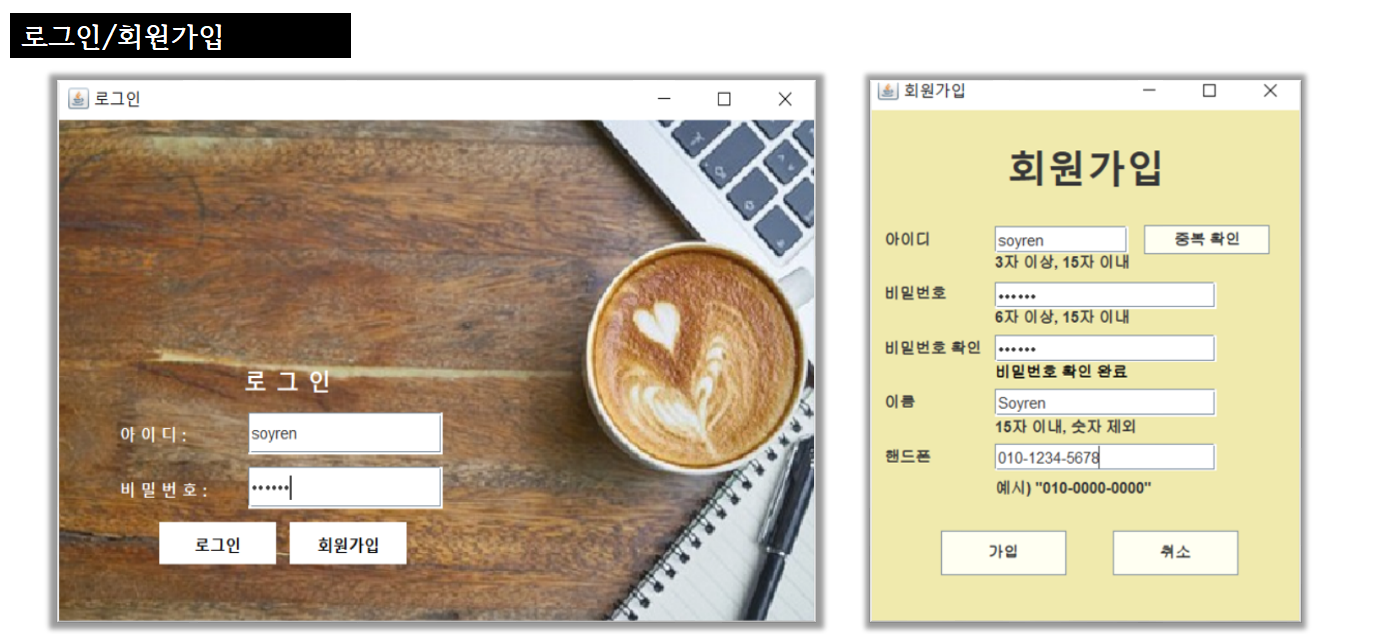 로그인/회원가입
로그인
로 그 인
아 이 디 : soyren
비 밀 번 호 : ••••••
로그인 회원가입
회원가입
회원가입
아이디 soyren 중복 확인
3자 이상, 15자 이내
비밀번호 ••••••
6자 이상, 15자 이내
비밀번호 확인 ••••••
비밀번호 확인 완료
이름 Soyren
15자 이내, 숫자 제외
핸드폰 010-1234-5678
예시) "010-0000-0000"
가입 취소